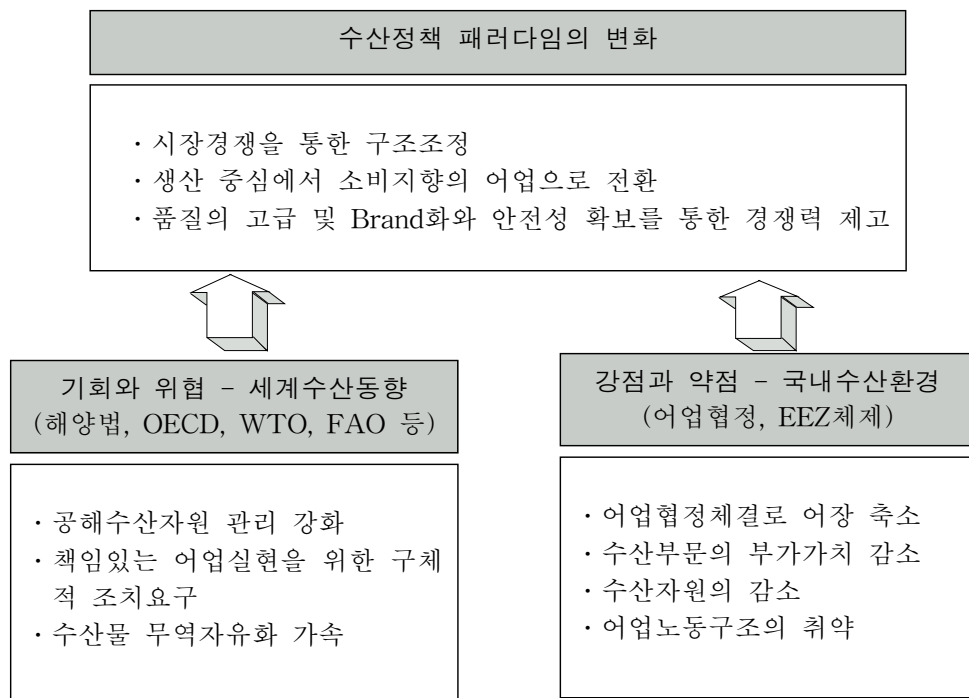 수산정책 패러다임의 변화
· 시장경쟁을 통한 구조조정
· 생산 중심에서 소비지향의 어업으로 전환
· 품질의 고급 및 Brand화와 안전성 확보를 통한 경쟁력 제고
기회와 위협 - 세계수산동향
(해양법, OECD, WTO, FAO 등)
· 공해수산자원 관리 강화
· 책임있는 어업실현을 위한 구체
적 조치요구
· 수산물 무역자유화 가속
강점과 약점 - 국내수산환경
(어업협정, EEZ체제)
· 어업협정체결로 어장 축소
· 수산부문의 부가가치 감소
· 수산자원의 감소
· 어업노동구조의 취약